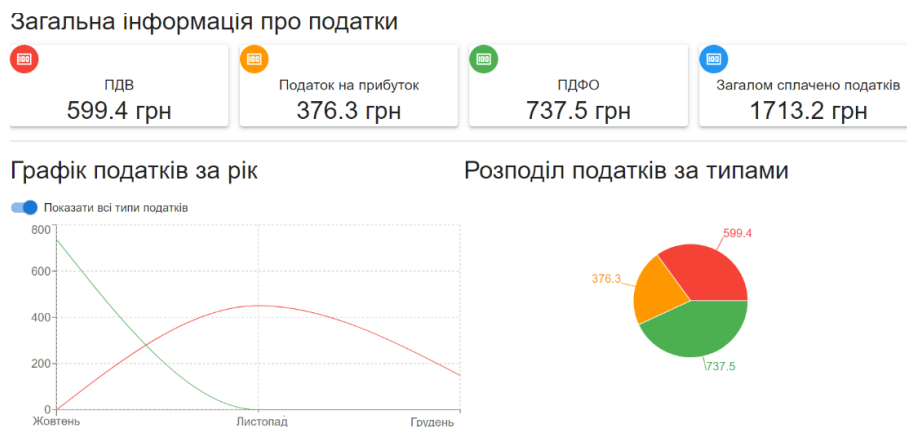 Загальна інформація про податки
ПДВ
599.4 грн
Податок на прибуток
376.3 грн
ПДФО
737.5 грн
Загалом сплачено податків
1713.2 грн
Графік податків за рік
Показати всі типи податків
800
600
400
200
0
Жовтень
Листопад
Грудень
Розподіл податків за типами
599.4
376.3
737.5